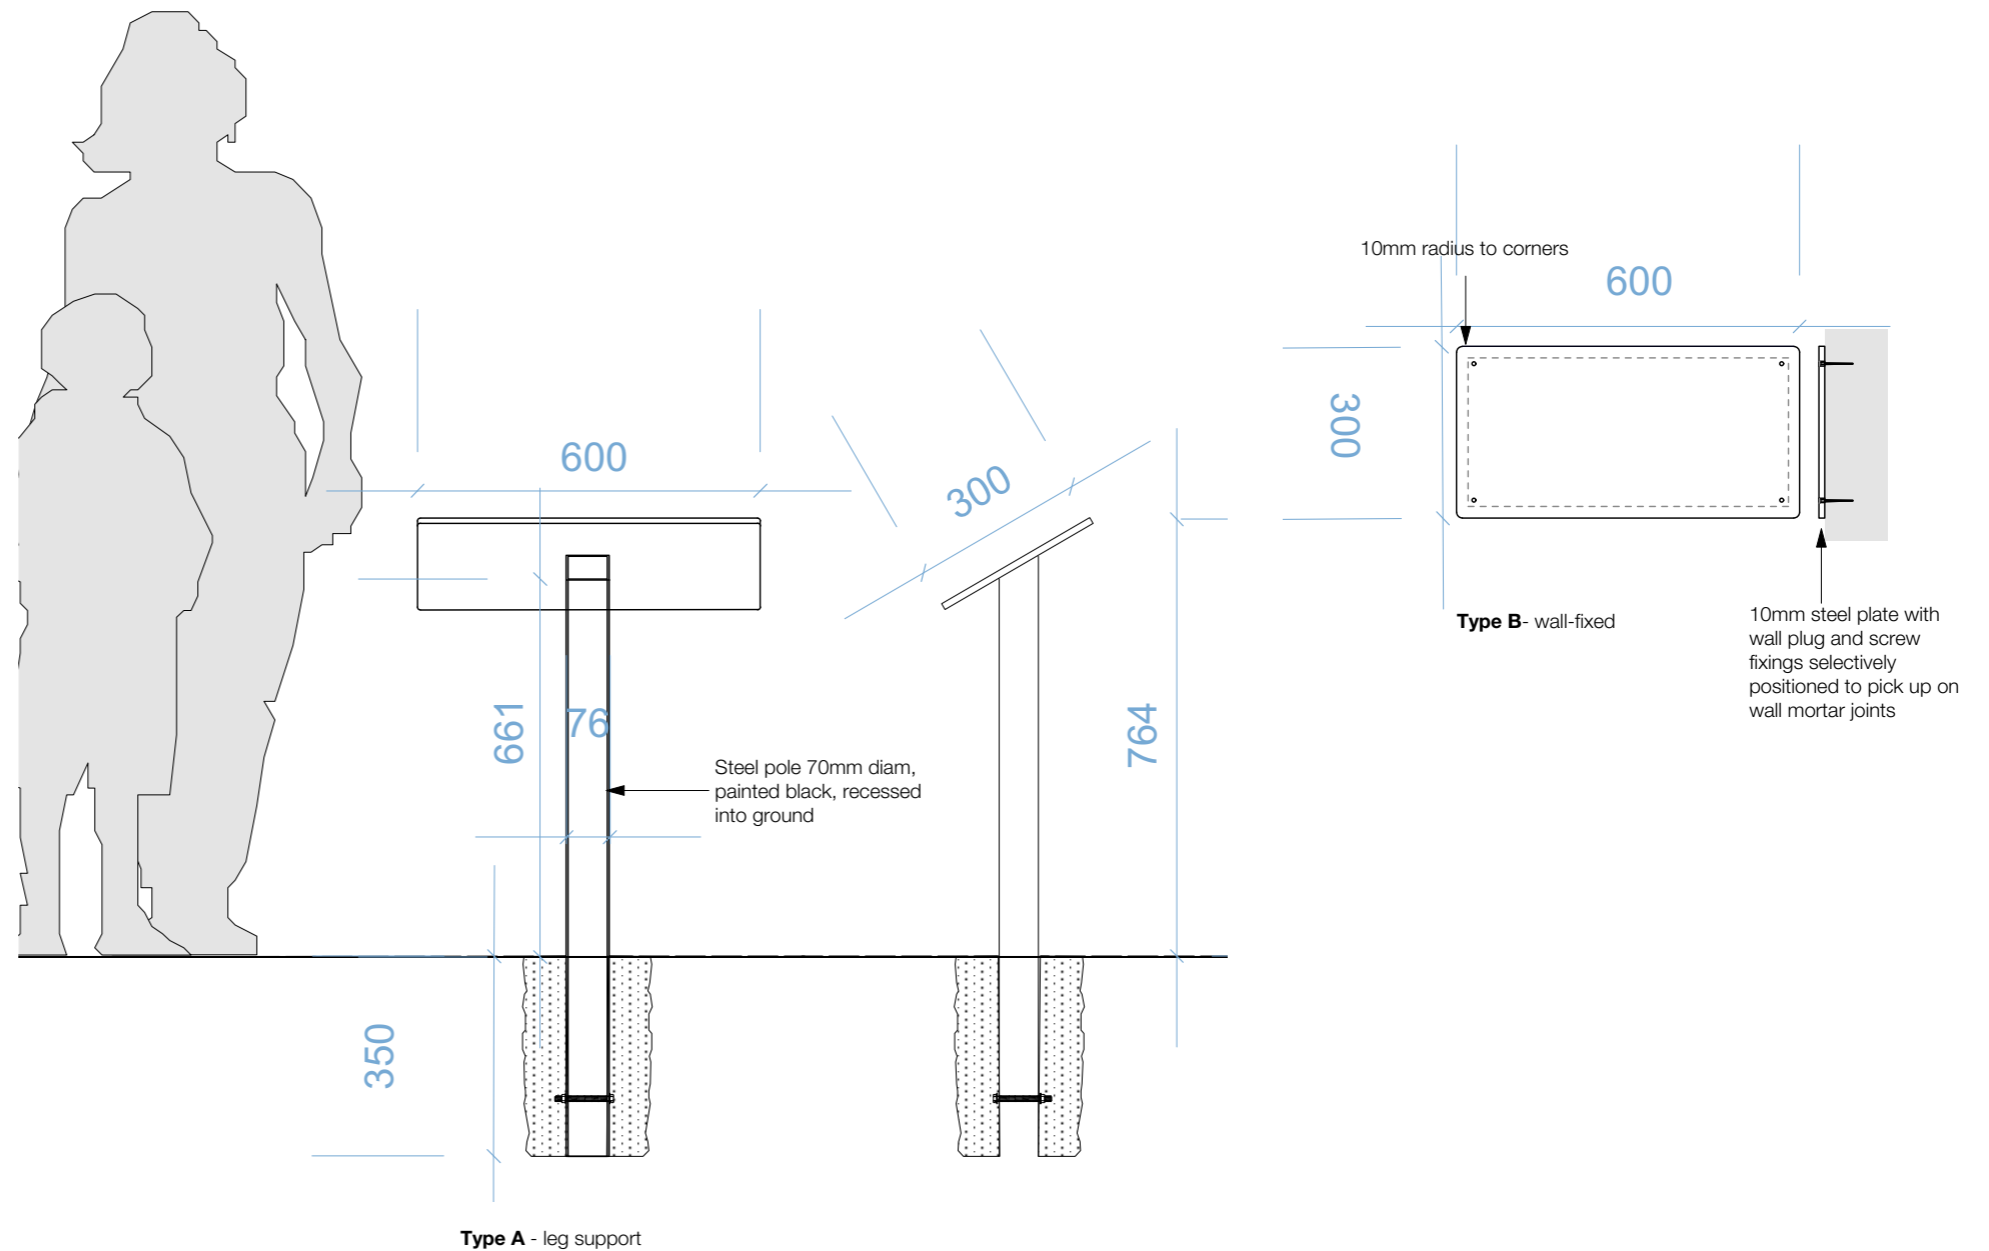 10mm radius to corners
600
300
Type B- wall-fixed
10mm steel plate with
wall plug and screw
fixings selectively
positioned to pick up on
wall mortar joints
600
300
661
76
764
Steel pole 70mm diam,
painted black, recessed
into ground
350
Type A - leg support